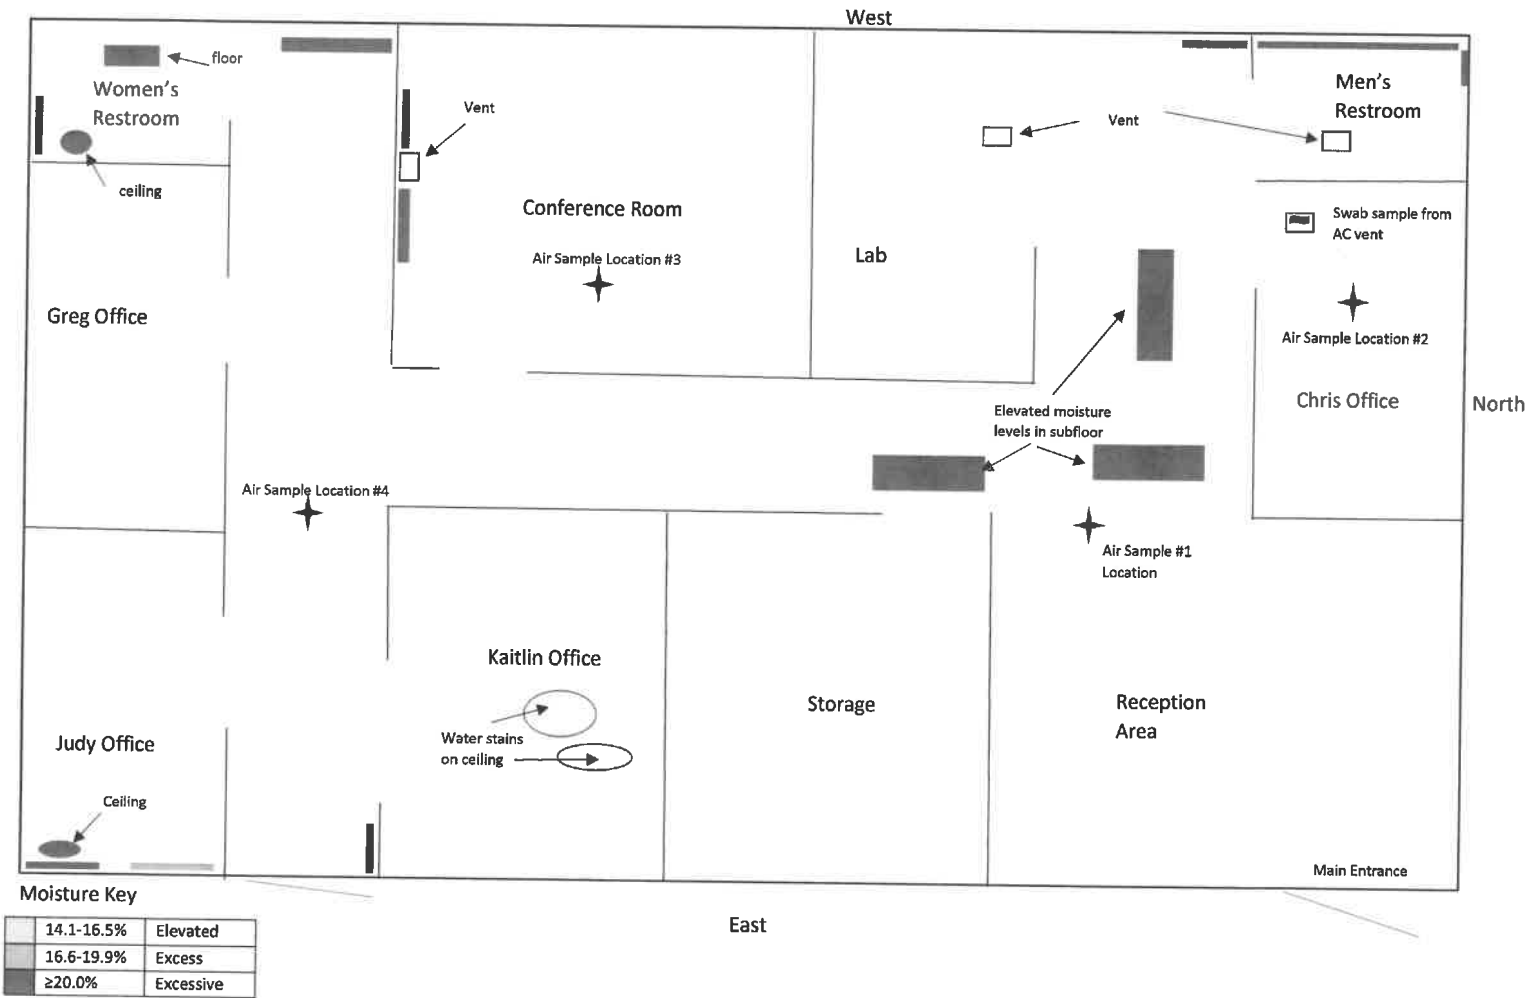 West
floor
Women's
Restroom
ceiling
Vent
Vent
Men's
Restroom
Conference Room
Air Sample Location #3
Lab
Swab sample from
AC vent
Air Sample Location #2
Greg Office
Chris Office
North
Elevated moisture
levels in subfloor
Air Sample Location #4
Air Sample #1
Location
Kaitlin Office
Water stains
on ceiling
Storage
Reception
Area
Judy Office
Ceiling
Main Entrance
Moisture Key
14.1-16.5% Elevated
16.6-19.9% Excess
≥20.0% Excessive
East